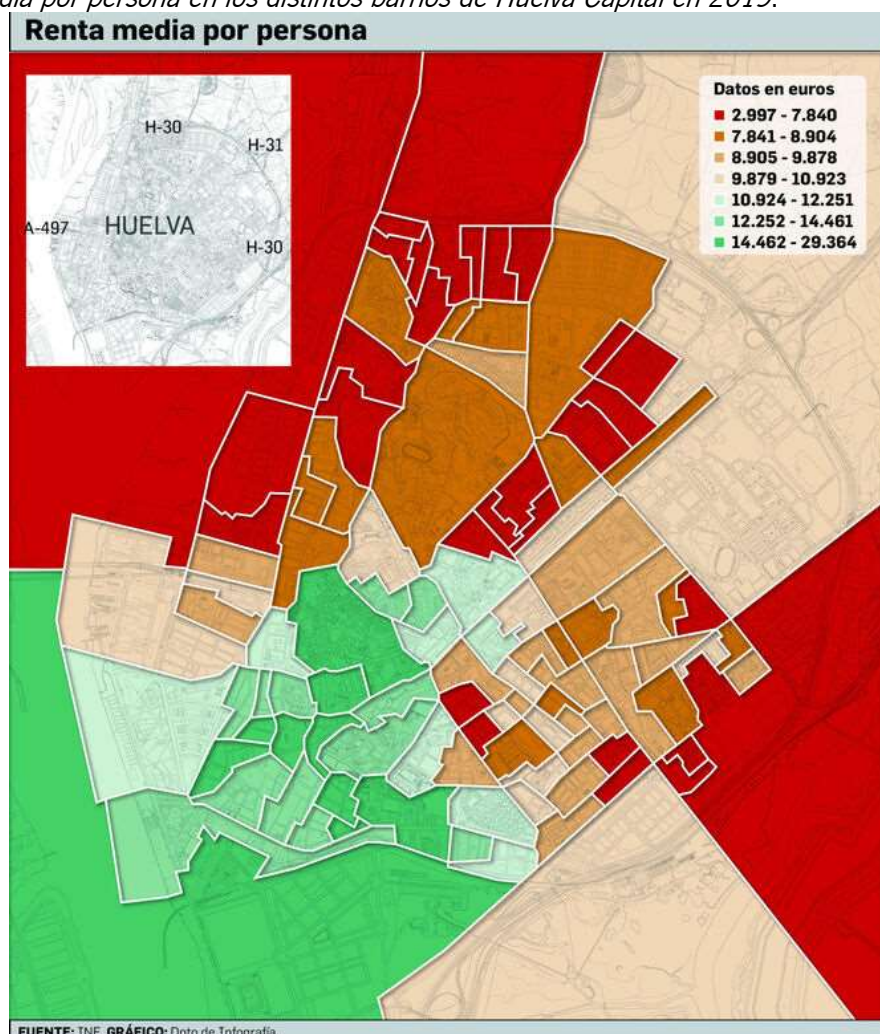 dia por persona en los distintos barrios de Huelva Capital en 2019.
Renta media por persona
H-30
H-31
A-497
HUELVA
H-30
Datos en euros
2.997 - 7.840
7.841 - 8.904
8.905 - 9.878
9.879 - 10.923
10.924 - 12.251
12.252 - 14.461
14.462 - 29.364
FUENTE: INE. GRÁFICO: Dpto de Infografía